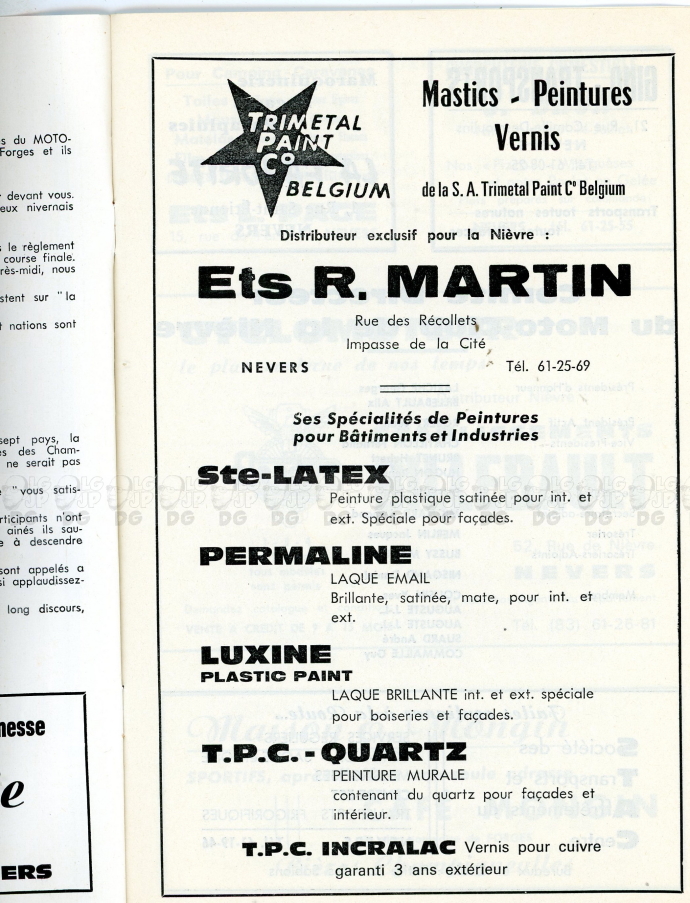 s du MOTO-
Forges et ils
devant vous.
eux nivernais
s le règlement
course finale.
rès-midi, nous
stent sur "la
t nations sont
sept pays, la
es des Cham-
ne serait pas
e " vous satis-
rticipants n'ont
ainés ils sau-
e à descendre
sont appelés a
si applaudissez-
long discours,
nesse
e
ERS
TRIMETAL
PAINT
Cº
BELGIUM
Mastics - Peintures
Vernis
de la S. A. Trimetal Paint Cº Belgium
Distributeur exclusif pour la Nièvre :
Ets R. MARTIN
Rue des Récollets
Impasse de la Cité
NEVERS Tél. 61-25-69
Ses Spécialités de Peintures
pour Bâtiments et Industries
Ste-LATEX
Peinture plastique satinée pour int. et
ext. Spéciale pour façades.
PERMALINE
LAQUE EMAIL
Brillante, satinée, mate, pour int. et
ext.
LUXINE
PLASTIC PAINT
LAQUE BRILLANTE int. et ext. spéciale
pour boiseries et façades.
T.P.C. - QUARTZ
PEINTURE MURALE
contenant du quartz pour façades et
intérieur.
T.P.C. INCRALAC Vernis pour cuivre
garanti 3 ans extérieur